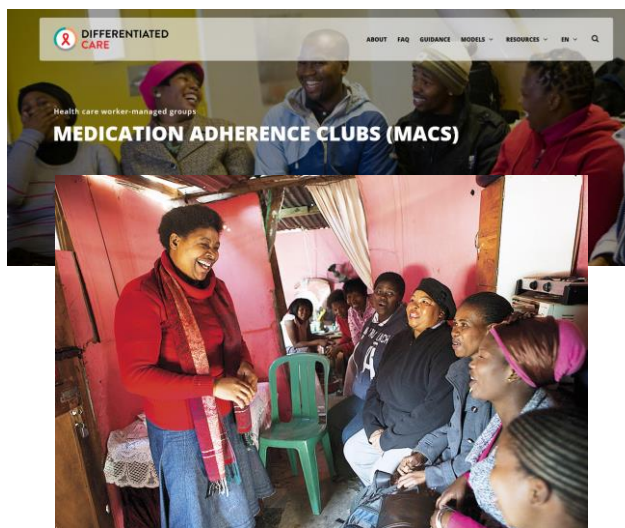 DIFFERENTIATED
CARE
ABOUT FAQ GUIDANCE MODELS RESOURCES EN
Health care worker-managed groups
MEDICATION ADHERENCE CLUBS (MACS)